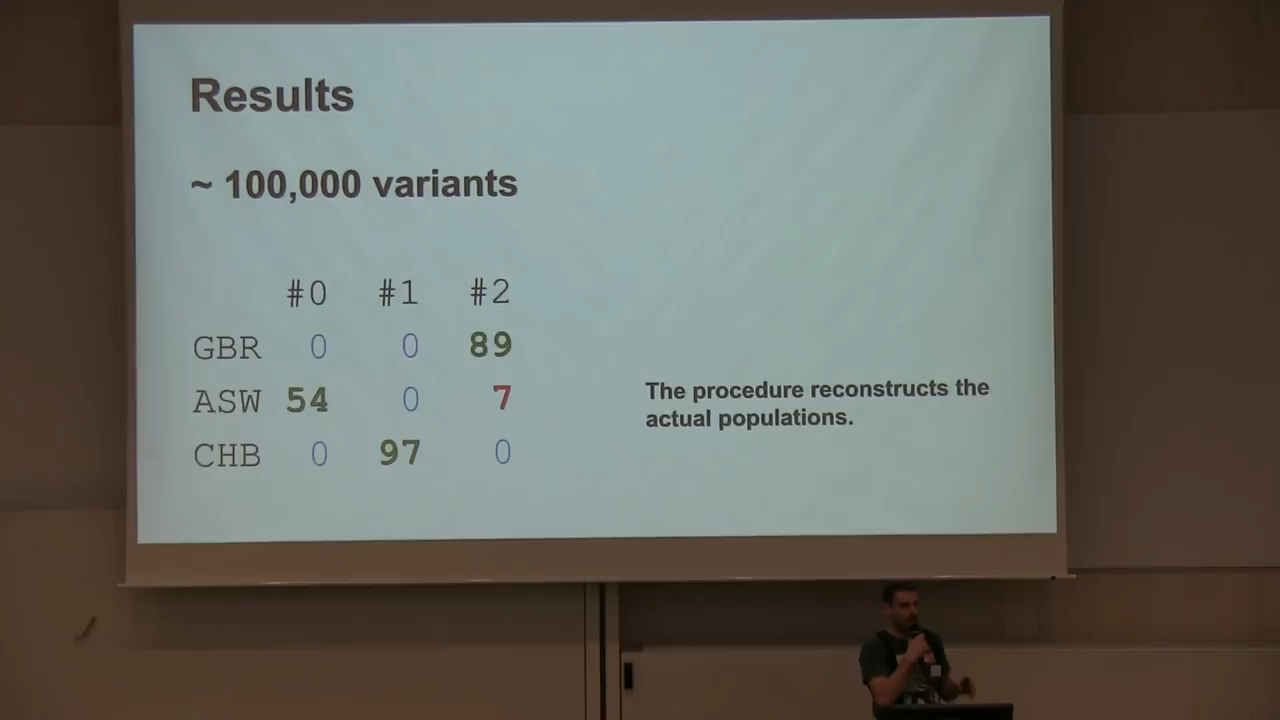 Results
~ 100,000 variants
#0 #1 #2
GBR 0 0 89
ASW 54 0 7
CHB 0 97 0
The procedure reconstructs the
actual populations.